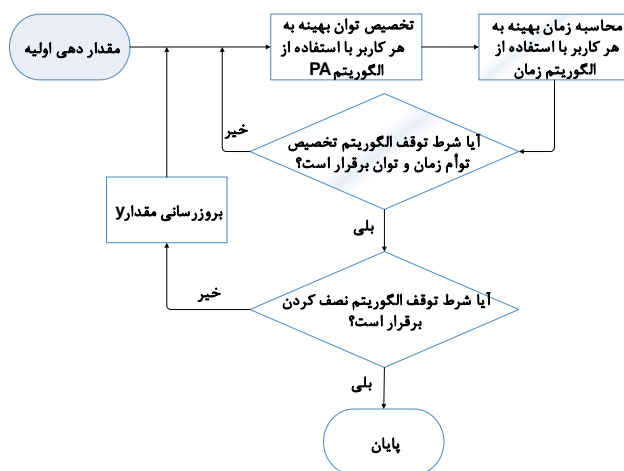 مقدار دهی اولیه
تخصیص توان بهینه به
هر کاربر با استفاده از
الگوریتم PA
محاسبه زمان بهینه به
هر کاربر با استفاده از
الگوریتم زمان
خیر
آیا شرط توقف الگوریتم تخصیص
توأم زمان و توان برقرار است؟
بروزرسانی مقدارy
بلی
خیر
آیا شرط توقف الگوریتم نصف کردن
برقرار است؟
بلی
پایان